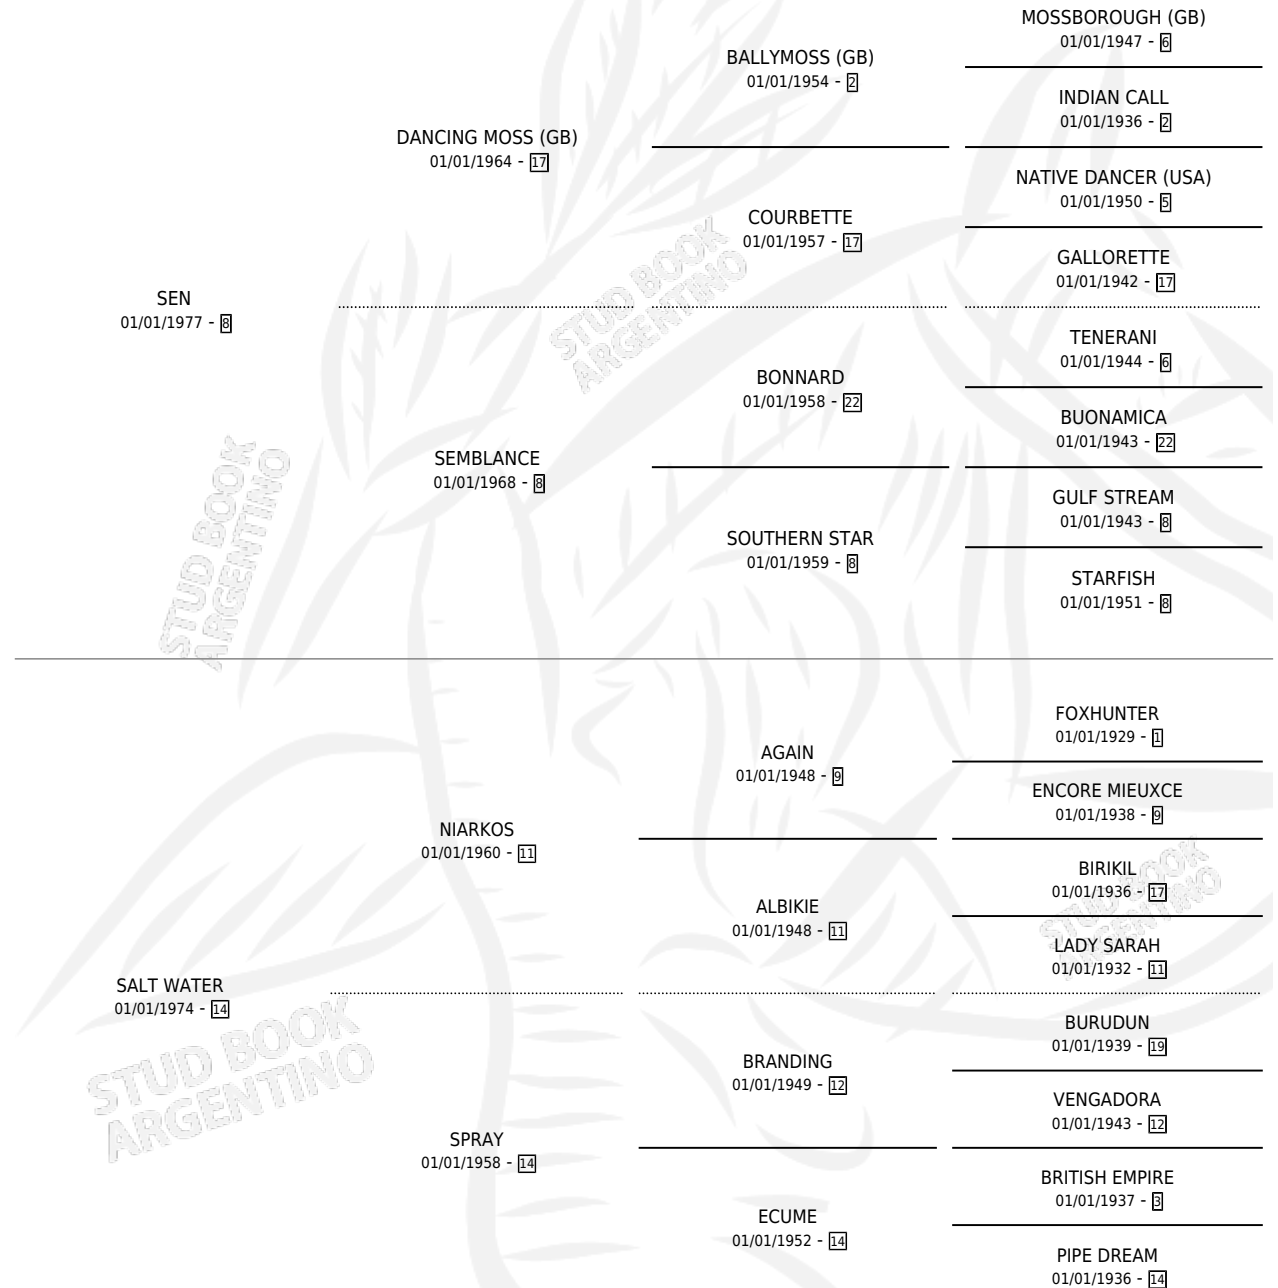 MOSSBOROUGH (GB)
01/01/1947 - 6
BALLYMOSS (GB)
01/01/1954 - 2
INDIAN CALL
01/01/1936 - 2
DANCING MOSS (GB)
01/01/1964 - 17
NATIVE DANCER (USA)
01/01/1950 - 5
COURBETTE
01/01/1957 - 17
GALLORETTE
01/01/1942 - 17
SEN
01/01/1977 - 8
TENERANI
01/01/1944 - 6
BONNARD
01/01/1958 - 22
BUONAMICA
01/01/1943 - 22
SEMBLANCE
01/01/1968 - 8
GULF STREAM
01/01/1943 - 8
SOUTHERN STAR
01/01/1959 - 8
STARFISH
01/01/1951 - 8
FOXHUNTER
01/01/1929 - 1
AGAIN
01/01/1948 - 9
ENCORE MIEUXCE
01/01/1938 - 9
NIARKOS
01/01/1960 - 11
BIRIKIL
01/01/1936 - 17
ALBIKIE
01/01/1948 - 11
LADY SARAH
01/01/1932 - 11
SALT WATER
01/01/1974 - 14
BURUDUN
01/01/1939 - 19
BRANDING
01/01/1949 - 12
VENGADORA
01/01/1943 - 12
SPRAY
01/01/1958 - 14
BRITISH EMPIRE
01/01/1937 - 3
ECUME
01/01/1952 - 14
PIPE DREAM
01/01/1936 - 14
STUD BOOK
ARGENTINO
STUD BOOK
ARGENTINO
STUD BOOK
ARGENTINO
STUD BOOK
ARGENTINO